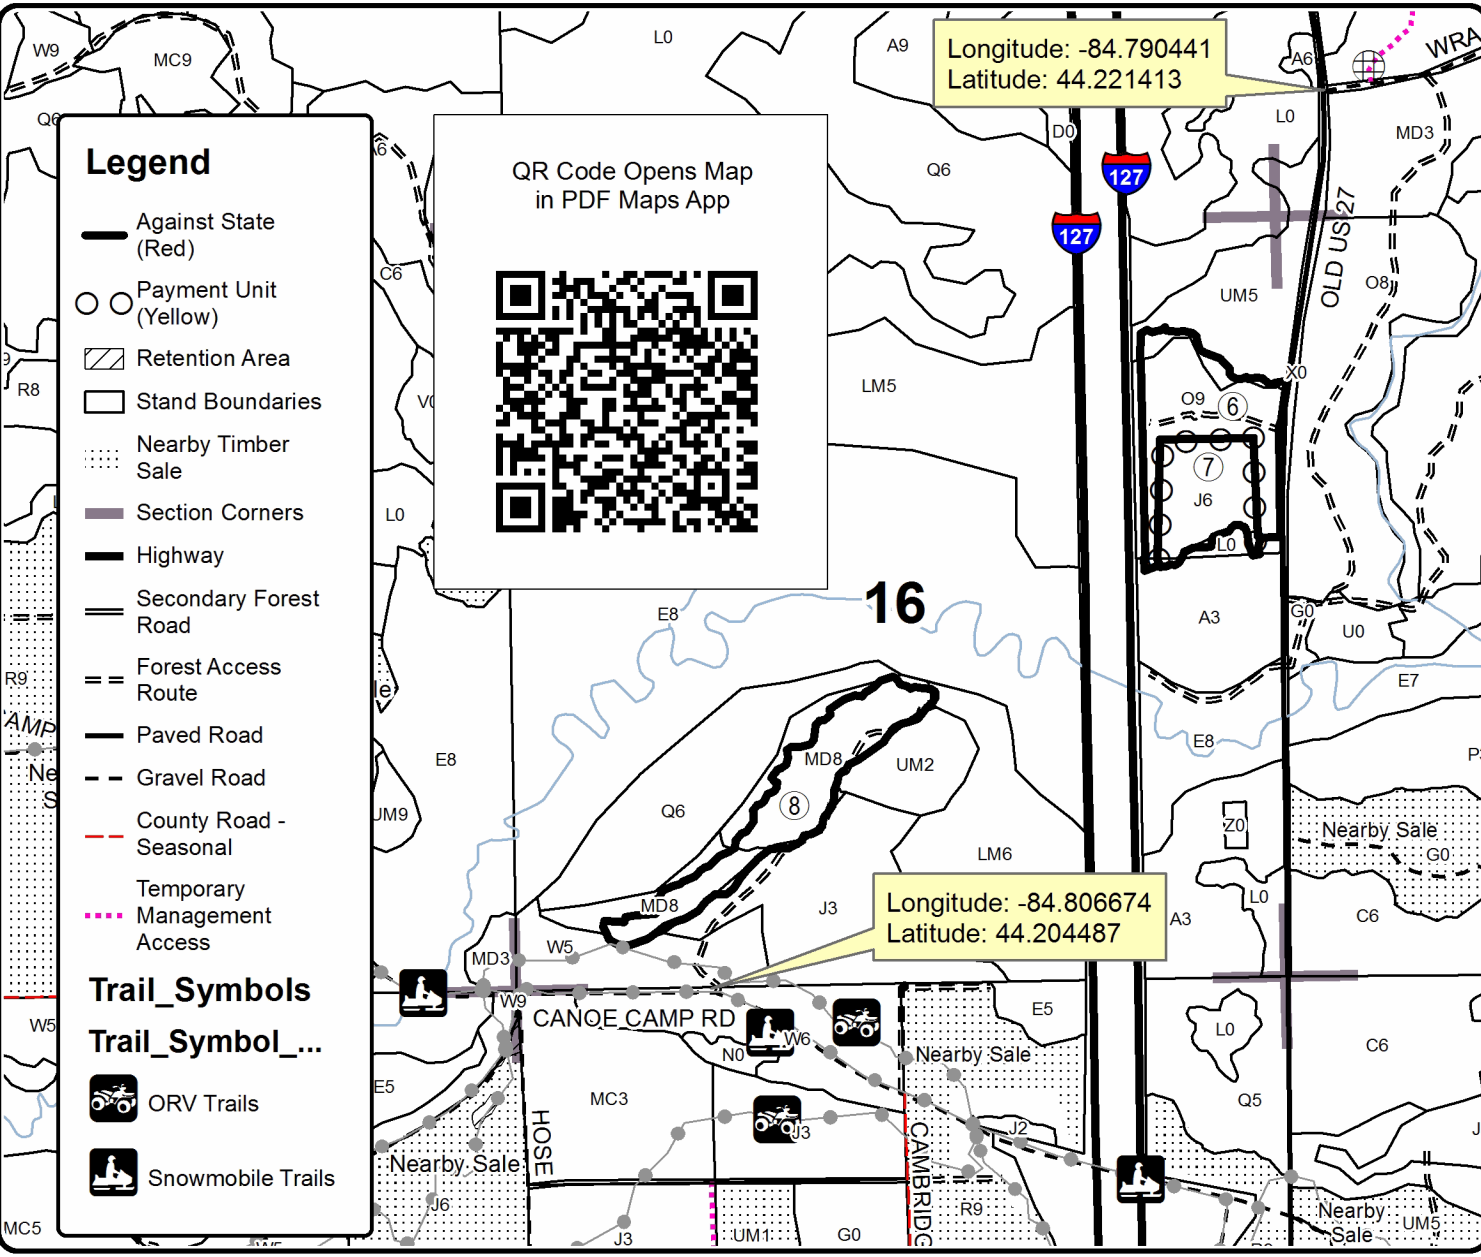 W9
MC9
L0
A9
Longitude: -84.790441
Latitude: 44.221413
A6
WRA
Q6
D0
L0
MD3
Legend
Against State
(Red)
Payment Unit
(Yellow)
Retention Area
Stand Boundaries
Nearby Timber
Sale
Section Corners
Highway
Secondary Forest
Road
Forest Access
Route
Paved Road
Gravel Road
County Road -
Seasonal
Temporary
Management
Access
Trail_Symbols
Trail_Symbol_...
ORV Trails
Snowmobile Trails
QR Code Opens Map
in PDF Maps App
A6
C6
Q6
127
127
OLD US 27
UM5
O8
R8
LM5
X0
O9
6
7
J6
L0
L0
16
E8
A3
G0
U0
R9
E7
E8
E8
MD8
UM2
Q6
8
UM9
Z0
Nearby Sale
G0
LM6
Longitude: -84.806674
Latitude: 44.204487
MD8
J3
L0
A3
C6
W5
MD3
W9
CANOE CAMP RD
W6
N0
E5
Nearby Sale
L0
C6
W5
E5
MC3
HOSE
J3
J2
Q5
CAMBRIDG
Nearby Sale
J6
R9
MC5
J3
UM1
G0
Nearby
Sale
UM5